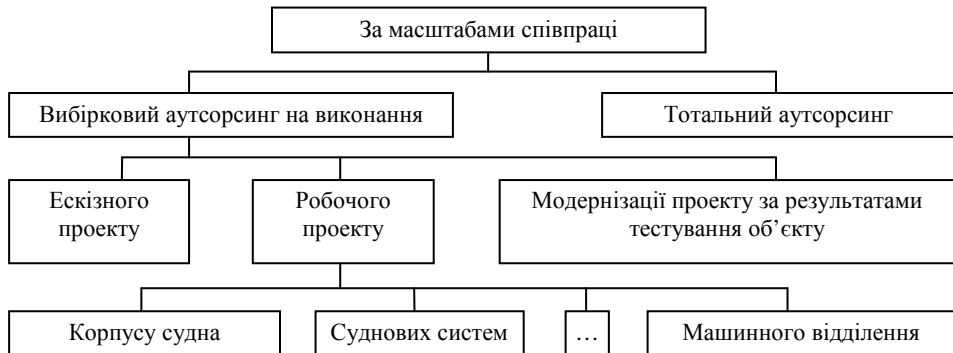 За масштабами співпраці
Вибірковий аутсорсинг на виконання
Тотальний аутсорсинг
Ескізного
проекту
Робочого
проекту
Модернізації проекту за результатами
тестування об’єкту
Корпусу судна
Суднових систем
…
Машинного відділення